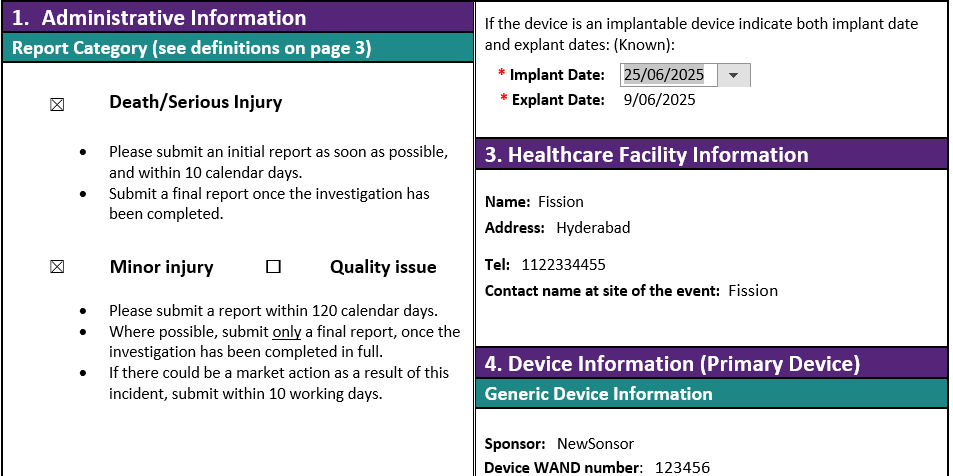 1. Administrative Information
Report Category (see definitions on page 3)
☒ Death/Serious Injury
• Please submit an initial report as soon as possible,
and within 10 calendar days.
• Submit a final report once the investigation has
been completed.
☒ Minor injury ☐ Quality issue
• Please submit a report within 120 calendar days.
• Where possible, submit only a final report, once the
investigation has been completed in full.
• If there could be a market action as a result of this
incident, submit within 10 working days.
If the device is an implantable device indicate both implant date
and explant dates: (Known):
* Implant Date: 25/06/2025
* Explant Date: 9/06/2025
3. Healthcare Facility Information
Name: Fission
Address: Hyderabad
Tel: 1122334455
Contact name at site of the event: Fission
4. Device Information (Primary Device)
Generic Device Information
Sponsor: NewSonsor
Device WAND number: 123456